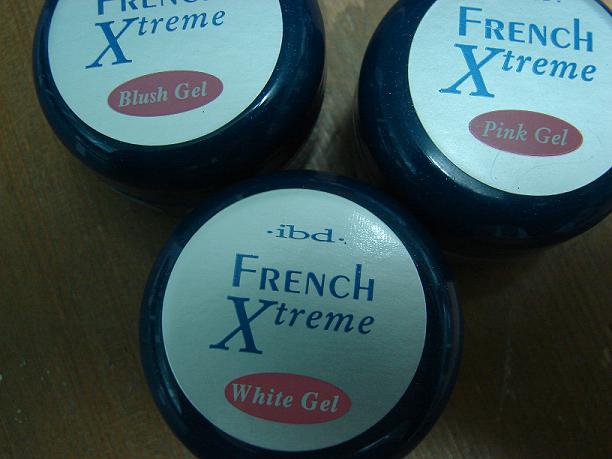 FRENCH
Xtreme
Blush Gel
FRENCH
Xtreme
Pink Gel
·ibd·
FRENCH
Xtreme
White Gel